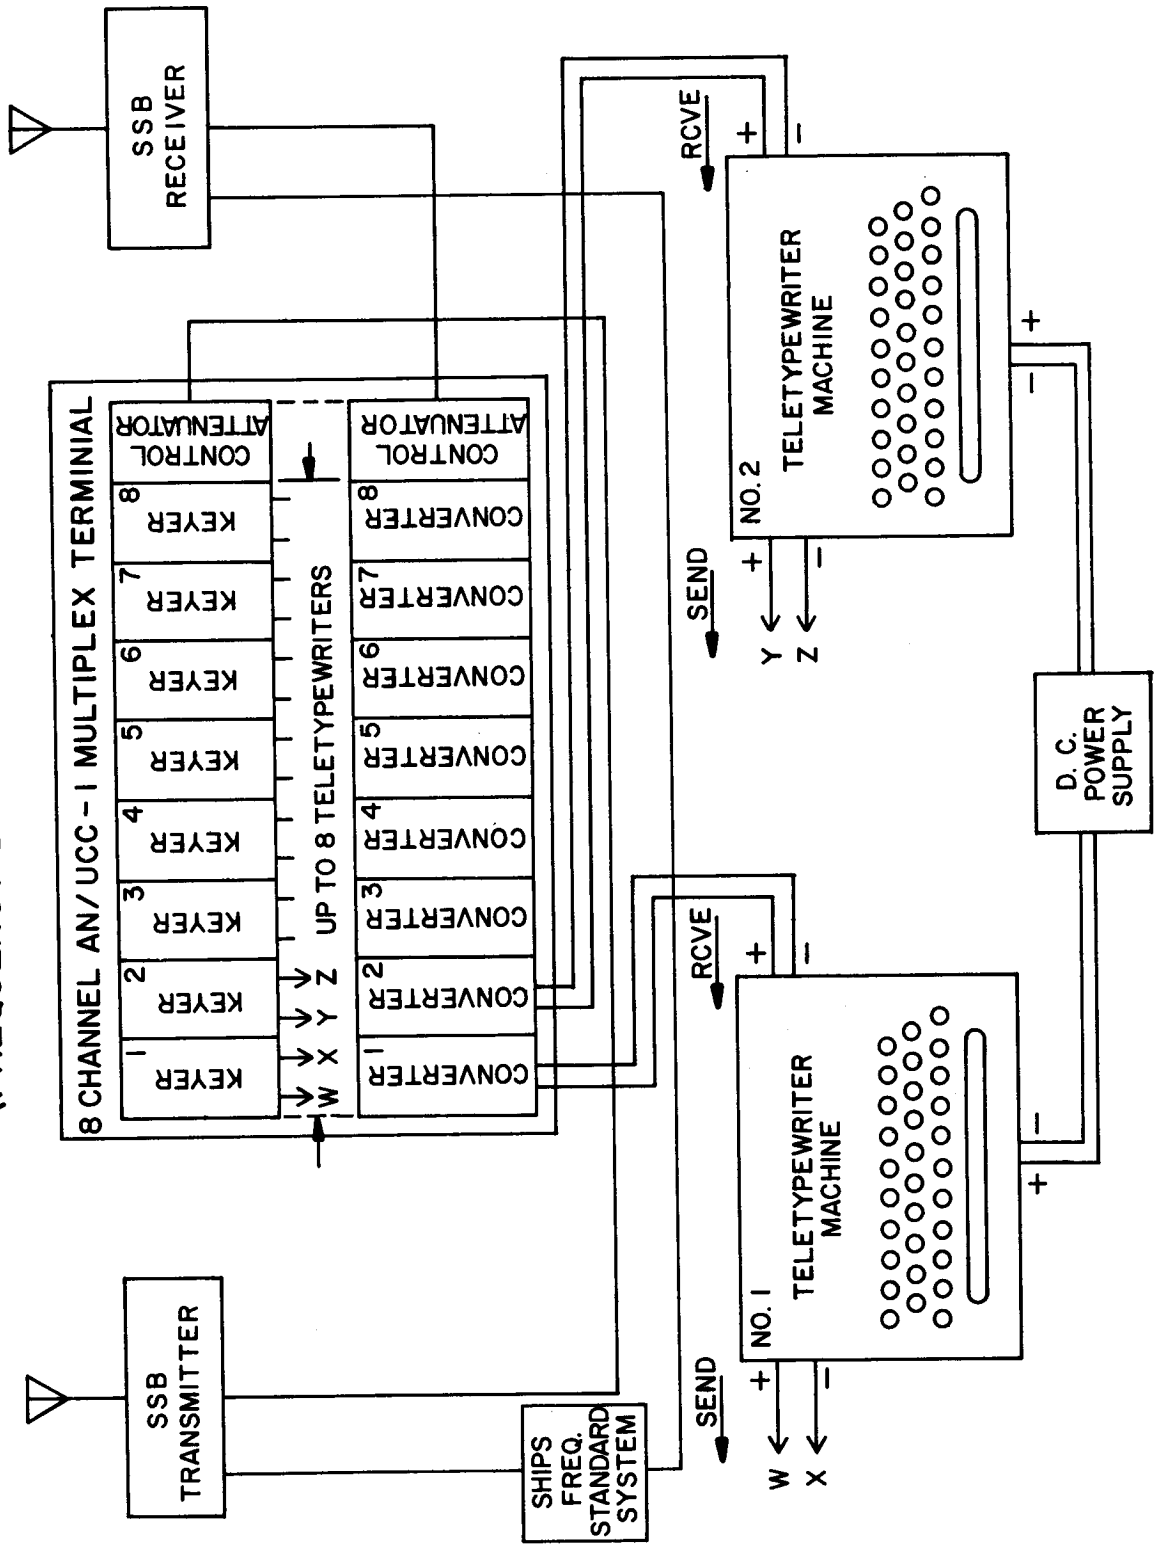 8 CHANNEL AN/UCC-1 MULTIPLEX TERMINIAL
SSB
TRANSMITTER
SSB
RECEIVER
1
KEYER
2
KEYER
3
KEYER
4
KEYER
5
KEYER
6
KEYER
7
KEYER
8
KEYER
CONTROL
ATTENUATOR
W X Y Z UP TO 8 TELETYPEWRITERS
1
CONVERTER
2
CONVERTER
3
CONVERTER
4
CONVERTER
5
CONVERTER
6
CONVERTER
7
CONVERTER
8
CONVERTER
CONTROL
ATTENUATOR
SHIPS
FREQ.
STANDARD
SYSTEM
SEND
RCVE
W
X
+
-
NO. 1
TELETYPEWRITER
MACHINE
+
-
+
-
SEND
RCVE
Y
Z
+
-
NO. 2
TELETYPEWRITER
MACHINE
+
-
-
+
D. C.
POWER
SUPPLY